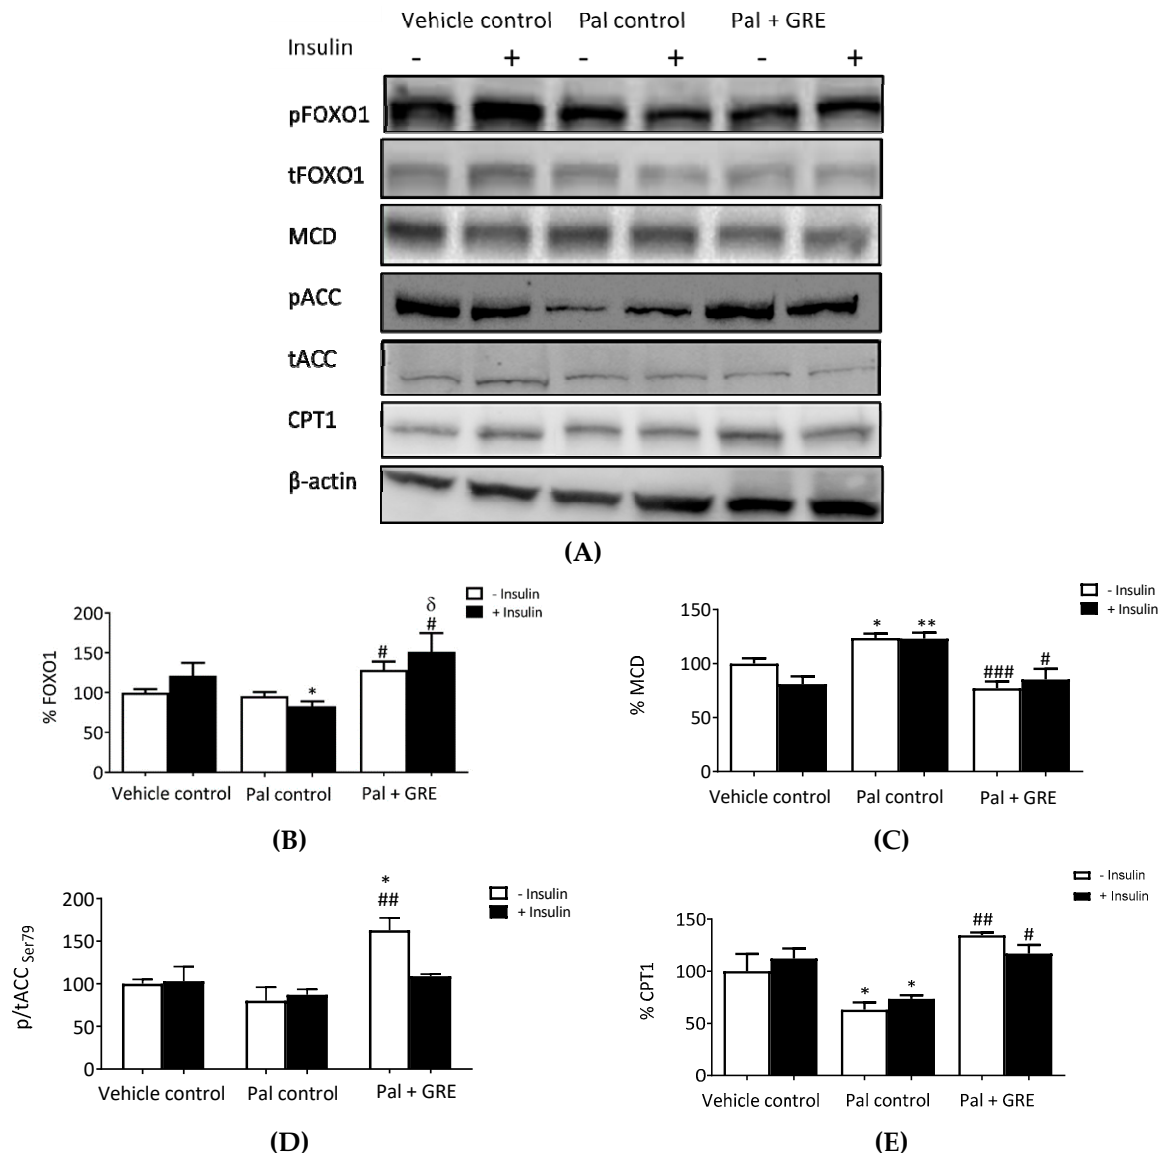 Vehicle control Pal control Pal + GRE
Insulin - + - + - +
pFOXO1
tFOXO1
MCD
pACC
tACC
CPT1
β-actin
(A)
- Insulin
+ Insulin
% FOXO1
200
150
100
50
0
*
#
δ
#
Vehicle control Pal control Pal + GRE
(B)
- Insulin
+ Insulin
% MCD
150
100
50
0
*
**
###
#
Vehicle control Pal control Pal + GRE
(C)
- Insulin
+ Insulin
p/tACC Ser79
200
150
100
50
0
*
##
Vehicle control Pal control Pal + GRE
(D)
- Insulin
+ Insulin
% CPT1
150
100
50
0
*
*
##
#
Vehicle control Pal control Pal + GRE
(E)